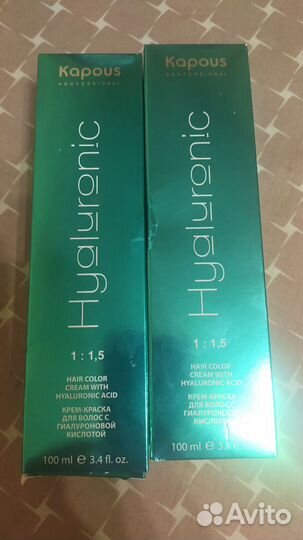 Kapous
PROFESSIONAL
Hyaluronic
1 : 1,5
HAIR COLOR
CREAM WITH
HYALURONIC ACID
КРЕМ-КРАСКА
ДЛЯ ВОЛОС С
ГИАЛУРОНОВОЙ
КИСЛОТОЙ
100 ml ℮ 3.4 fl. oz.
Kapous
PROFESSIONAL
Hyaluronic
1 : 1,5
HAIR COLOR
CREAM WITH
HYALURONIC ACID
КРЕМ-КРАСКА
ДЛЯ ВОЛОС С
ГИАЛУРОНОВОЙ
КИСЛОТОЙ
100 ml ℮ 3.4 fl. oz.
Avito